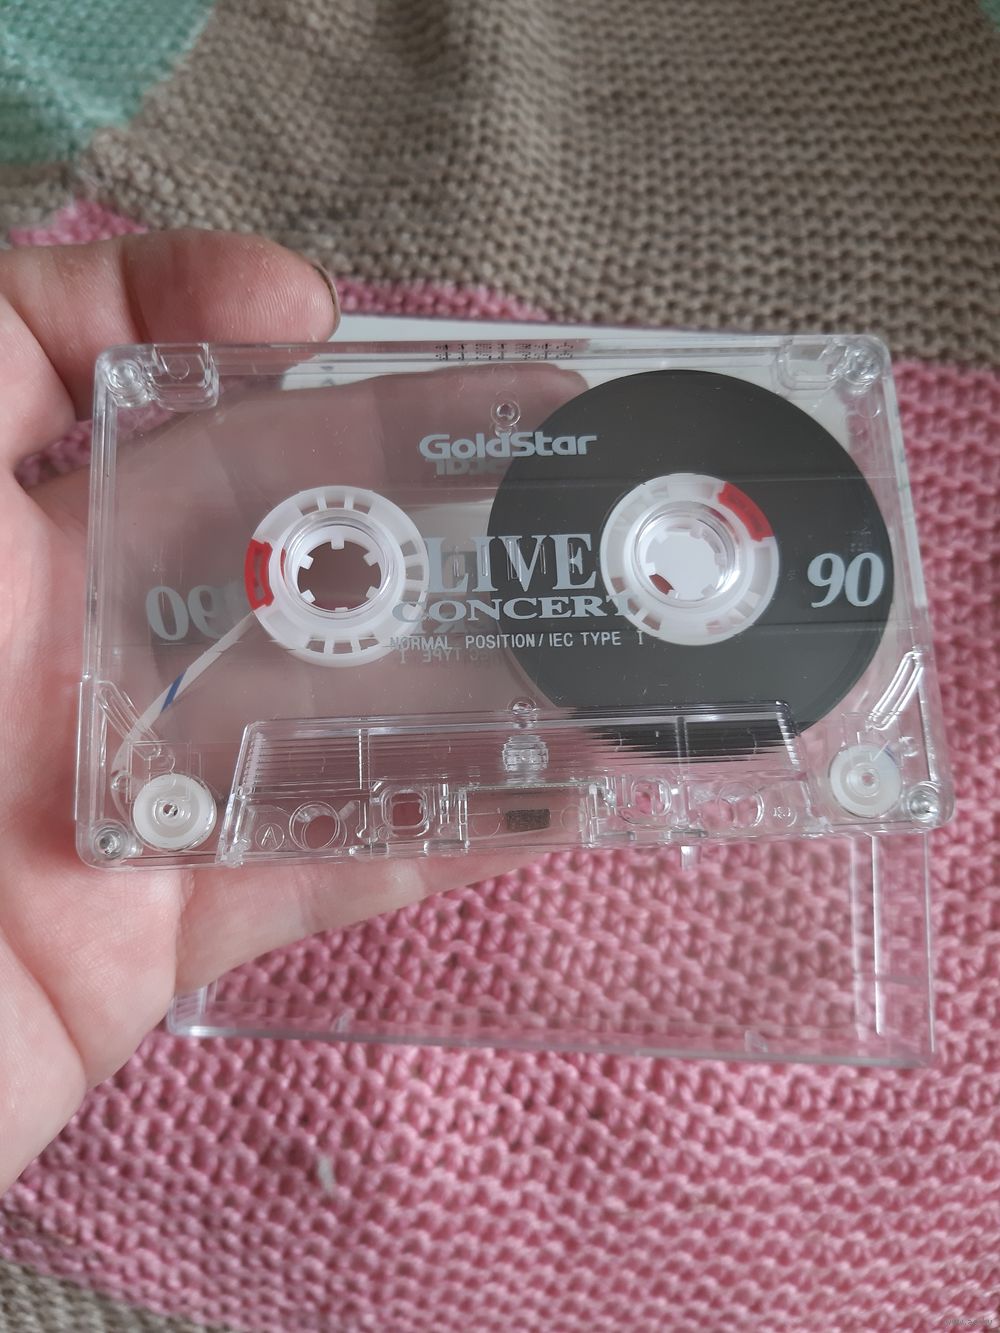 GoldStar
LIVE
CONCERT
90
NORMAL POSITION/IEC TYPE I
A